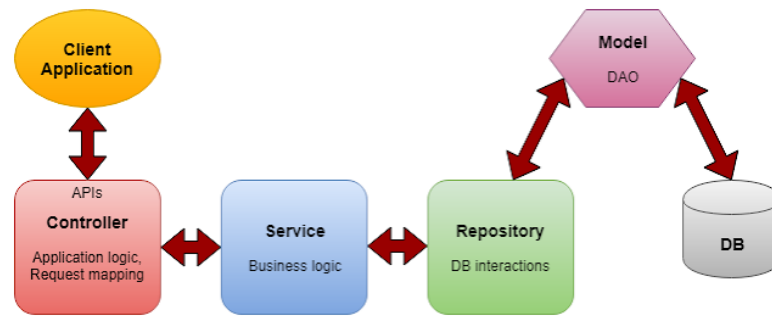 Client
Application
Model
DAO
APIs
Controller
Application logic,
Request mapping
Service
Business logic
Repository
DB interactions
DB